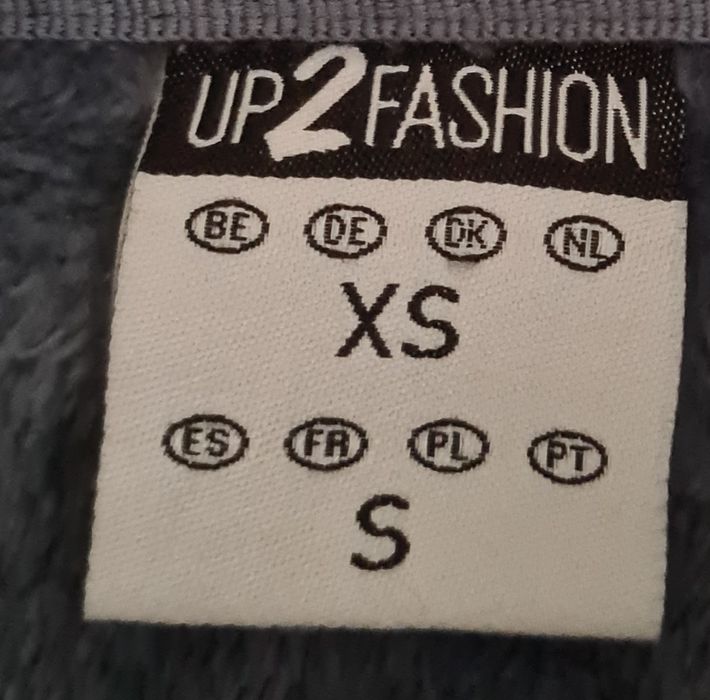 UP2FASHION
BE DE DK NL
XS
ES FR PL PT
S